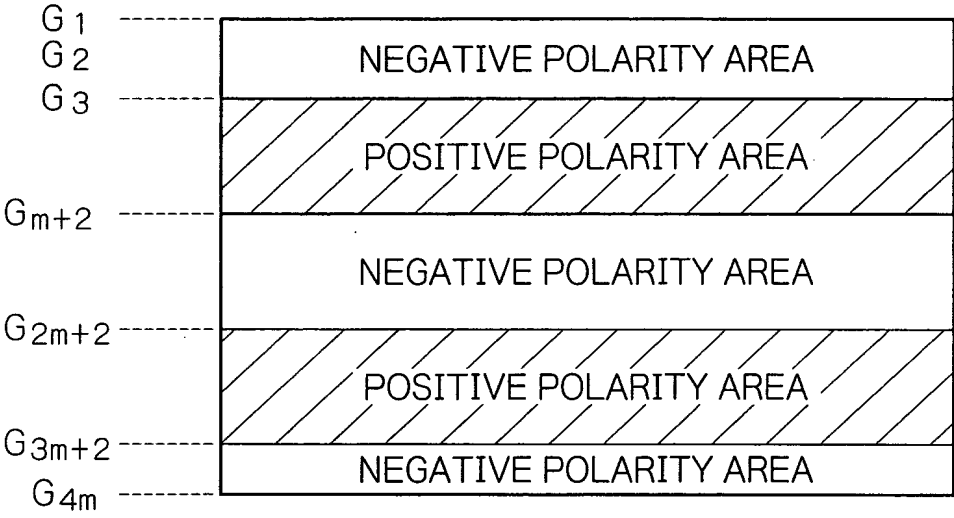 G1
G2 NEGATIVE POLARITY AREA
G3
POSITIVE POLARITY AREA
Gm+2
NEGATIVE POLARITY AREA
G2m+2
POSITIVE POLARITY AREA
G3m+2
NEGATIVE POLARITY AREA
G4m